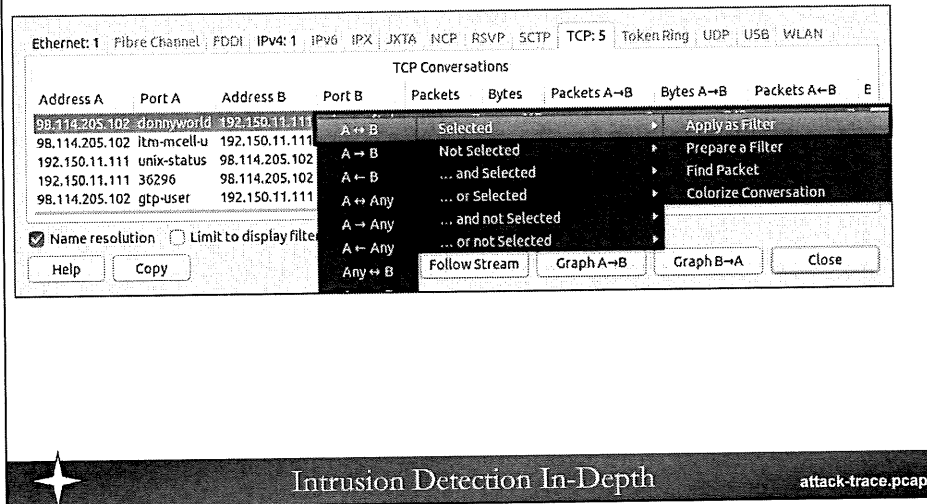 Ethernet: 1 Fibre Channel FDDI IPv4: 1 IPv6 IPX JXTA NCP RSVP SCTP TCP: 5 Token Ring UDP USB WLAN
TCP Conversations
Address A Port A Address B Port B Packets Bytes Packets A→B Bytes A→B Packets A←B B
98.114.205.102 donnyworld 192.150.11.111
98.114.205.102 itm-mcell-u 192.150.11.111
192.150.11.111 unix-status 98.114.205.102
192.150.11.111 36296 98.114.205.102
98.114.205.102 gtp-user 192.150.11.111
A ↔ B
A → B
A ← B
A ↔ Any
A → Any
A ← Any
Any ↔ B
Selected
Not Selected
... and Selected
... or Selected
... and not Selected
... or not Selected
Apply as Filter
Prepare a Filter
Find Packet
Colorize Conversation
Name resolution Limit to display filte
Help Copy Follow Stream Graph A→B Graph B→A Close
Intrusion Detection In-Depth attack-trace.pcap